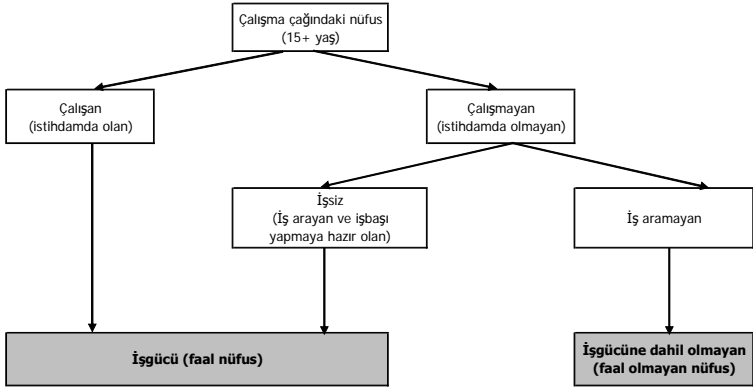 Çalışma çağındaki nüfus
(15+ yaş)
Çalışan
(istihdamda olan)
Çalışmayan
(istihdamda olmayan)
İşsiz
(İş arayan ve işbaşı
yapmaya hazır olan)
İş aramayan
İşgücü (faal nüfus)
İşgücüne dahil olmayan
(faal olmayan nüfus)